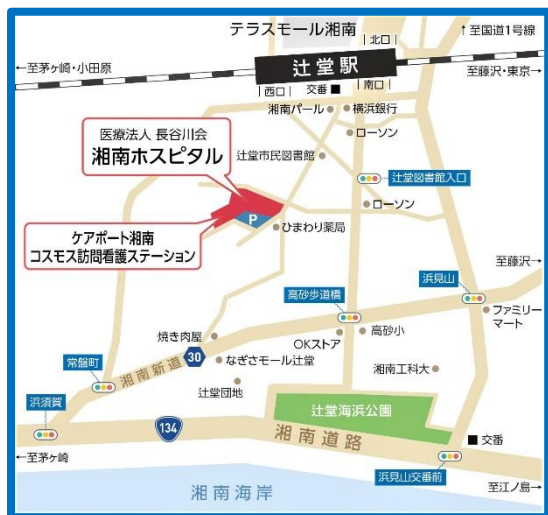 テラスモール湘南
↑至国道1号線
北口
←至茅ヶ崎・小田原
辻堂駅
至藤沢・東京→
西口
交番
南口
湘南パール
横浜銀行
医療法人 長谷川会
湘南ホスピタル
ローソン
辻堂市民図書館
辻堂図書館入口
ローソン
P
ひまわり薬局
ケアポート湘南
コスモス訪問看護ステーション
至藤沢→
浜見山
高砂歩道橋
ファミリー
マート
焼き肉屋
OKストア
高砂小
常盤町
湘南新道
30
なぎさモール辻堂
湘南工科大
辻堂団地
浜須賀
辻堂海浜公園
134
湘南道路
交番
←至茅ヶ崎
浜見山交番前
湘南海岸
至江ノ島→